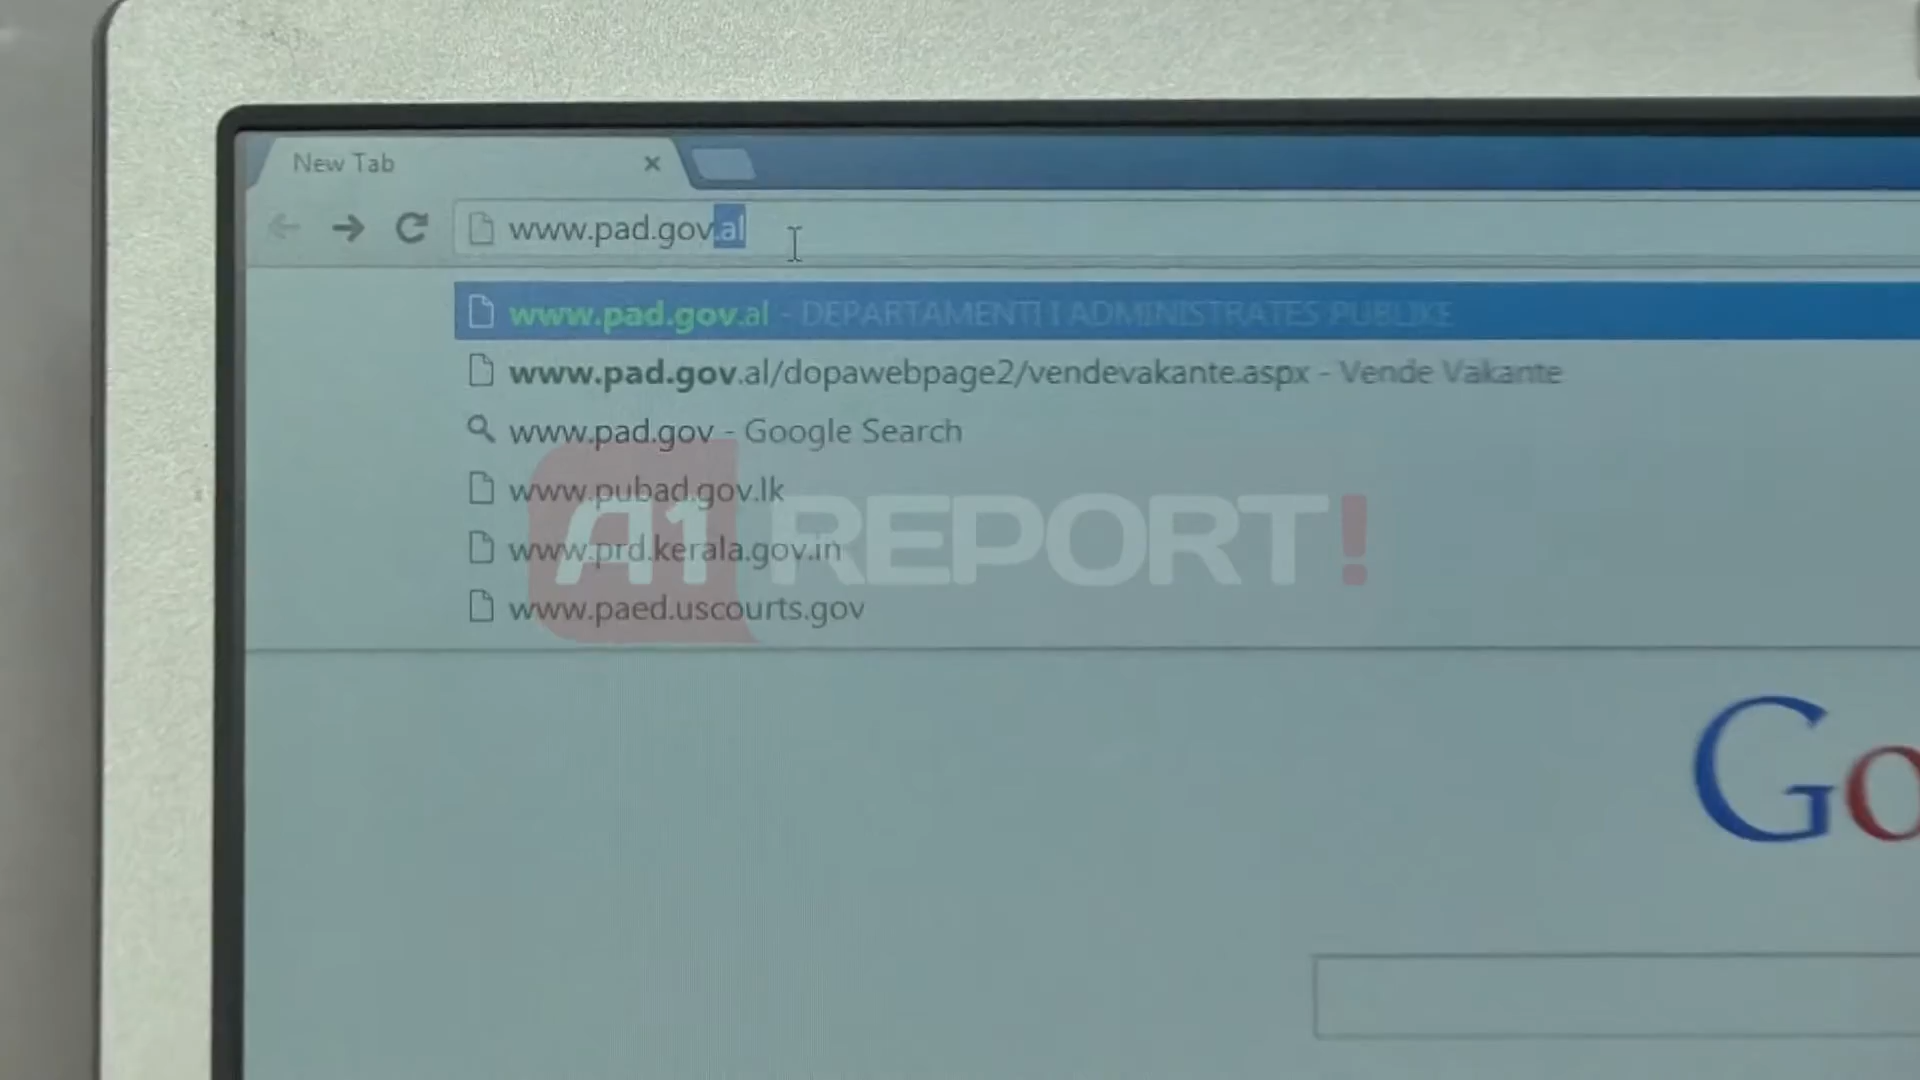 New Tab
www.pad.gov.al
www.pad.gov.al - DEPARTAMENTI I ADMINISTRATES PUBLIKE
www.pad.gov.al/dopawebpage2/vendevakante.aspx - Vende Vakante
www.pad.gov - Google Search
www.pubad.gov.lk
www.prd.kerala.gov.in
www.paed.uscourts.gov
A1 REPORT!
Go